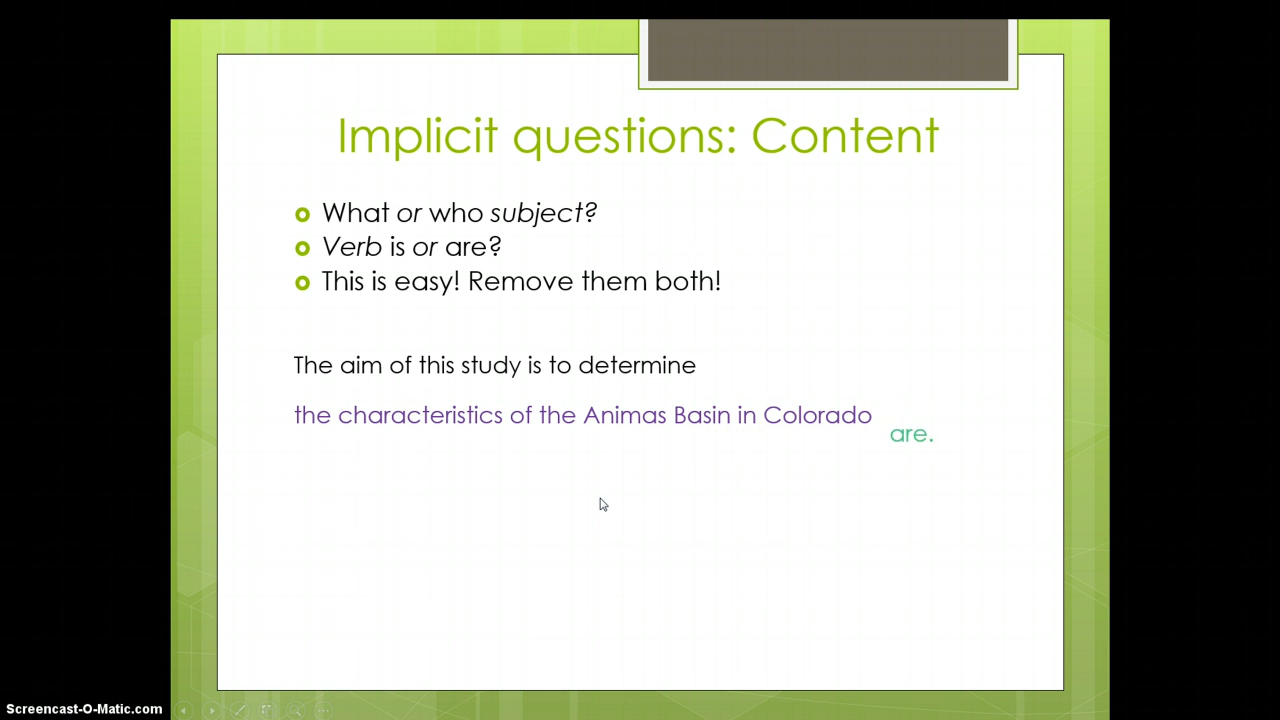 Implicit questions: Content
What or who subject?
Verb is or are?
This is easy! Remove them both!
The aim of this study is to determine
the characteristics of the Animas Basin in Colorado
are.
Screencast-O-Matic.com